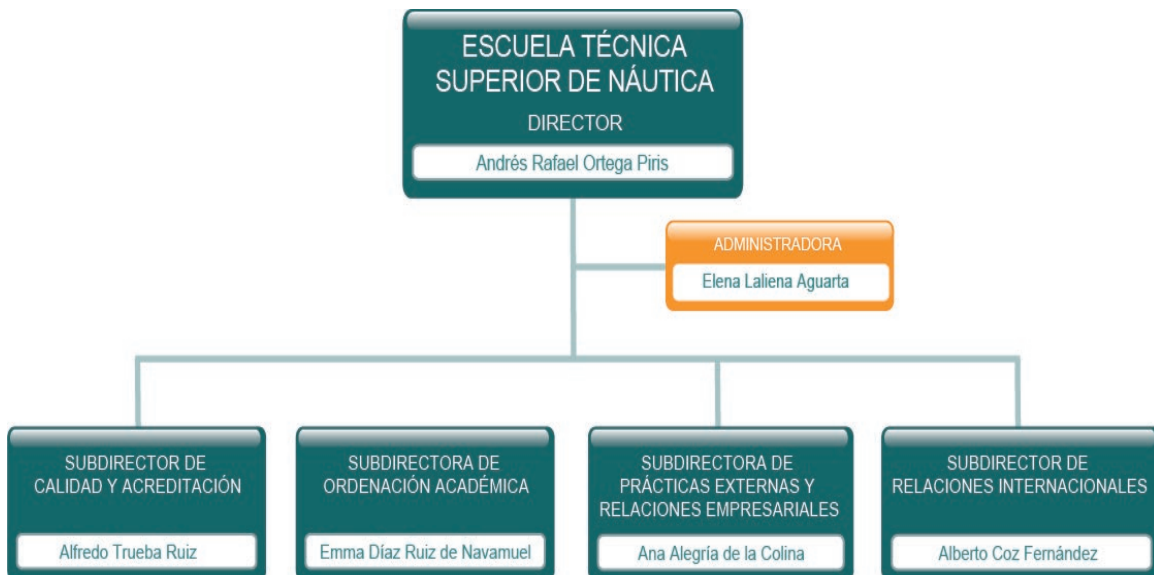 ESCUELA TÉCNICA
SUPERIOR DE NÁUTICA
DIRECTOR
Andrés Rafael Ortega Piris
ADMINISTRADORA
Elena Laliena Aguarta
SUBDIRECTOR DE
CALIDAD Y ACREDITACIÓN
Alfredo Trueba Ruiz
SUBDIRECTORA DE
ORDENACIÓN ACADÉMICA
Emma Díaz Ruiz de Navamuel
SUBDIRECTORA DE
PRÁCTICAS EXTERNAS Y
RELACIONES EMPRESARIALES
Ana Alegría de la Colina
SUBDIRECTOR DE
RELACIONES INTERNACIONALES
Alberto Coz Fernández